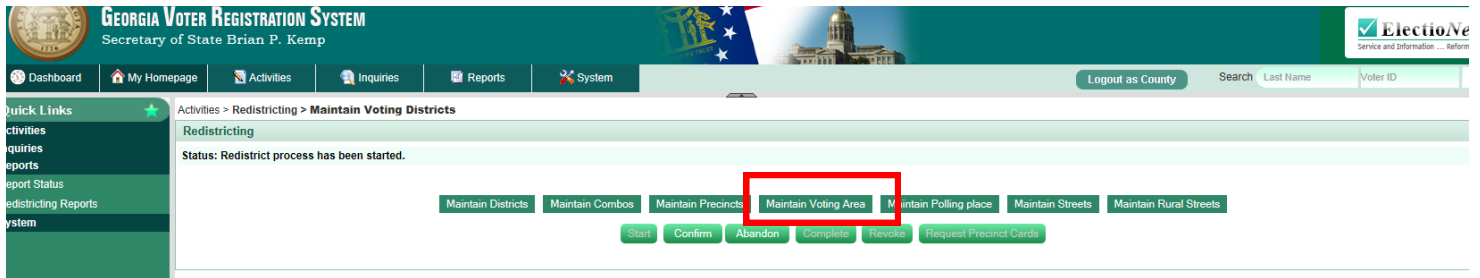 GEORGIA VOTER REGISTRATION SYSTEM
Secretary of State Brian P. Kemp
ElectioNe
Service and Information ... Reform
Dashboard My Homepage Activities Inquiries Reports System Logout as County Search Last Name Voter ID
Quick Links
ctivities
nquiries
eports
eport Status
edistricting Reports
ystem
Activities > Redistricting > Maintain Voting Districts
Redistricting
Status: Redistrict process has been started.
Maintain Districts Maintain Combos Maintain Precincts Maintain Voting Area Maintain Polling place Maintain Streets Maintain Rural Streets
Start Confirm Abandon Complete Revoke Request Precinct Cards